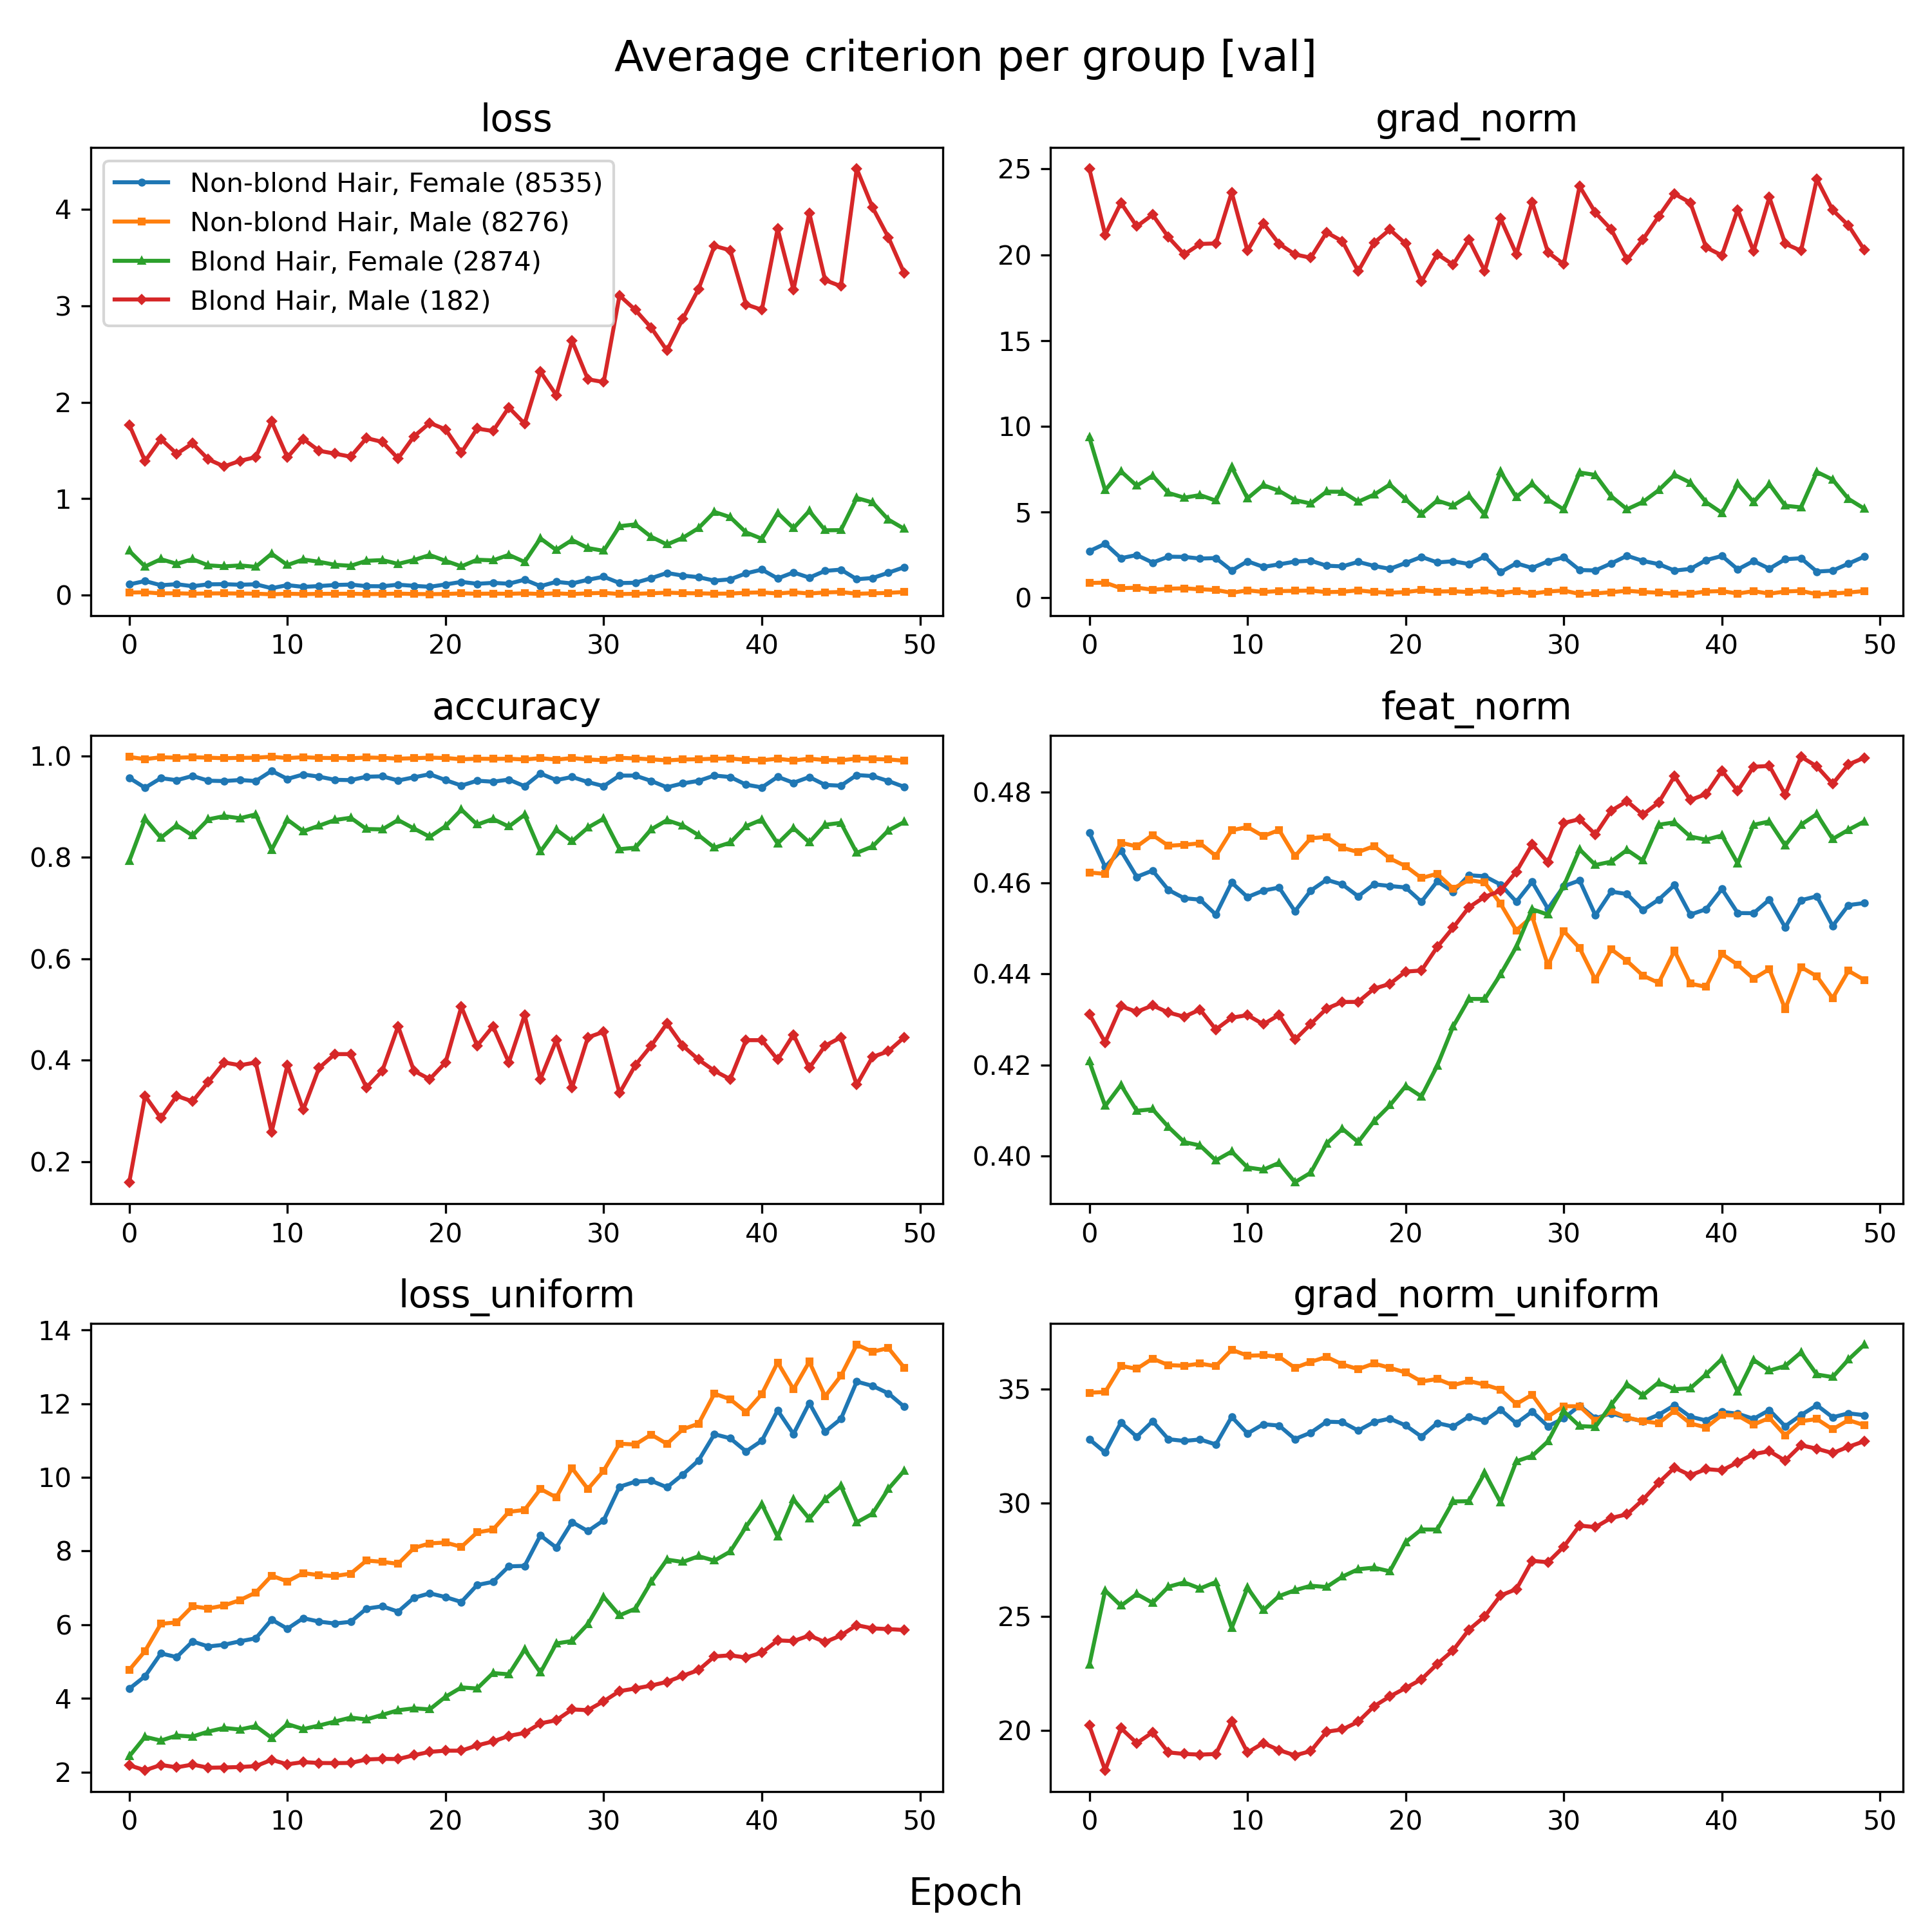 Average criterion per group [val]
loss
Non-blond Hair, Female (8535)
Non-blond Hair, Male (8276)
Blond Hair, Female (2874)
Blond Hair, Male (182)
4
3
2
1
0
0 10 20 30 40 50
grad_norm
25
20
15
10
5
0
0 10 20 30 40 50
accuracy
1.0
0.8
0.6
0.4
0.2
0 10 20 30 40 50
feat_norm
0.48
0.46
0.44
0.42
0.40
0 10 20 30 40 50
loss_uniform
14
12
10
8
6
4
2
0 10 20 30 40 50
grad_norm_uniform
35
30
25
20
0 10 20 30 40 50
Epoch